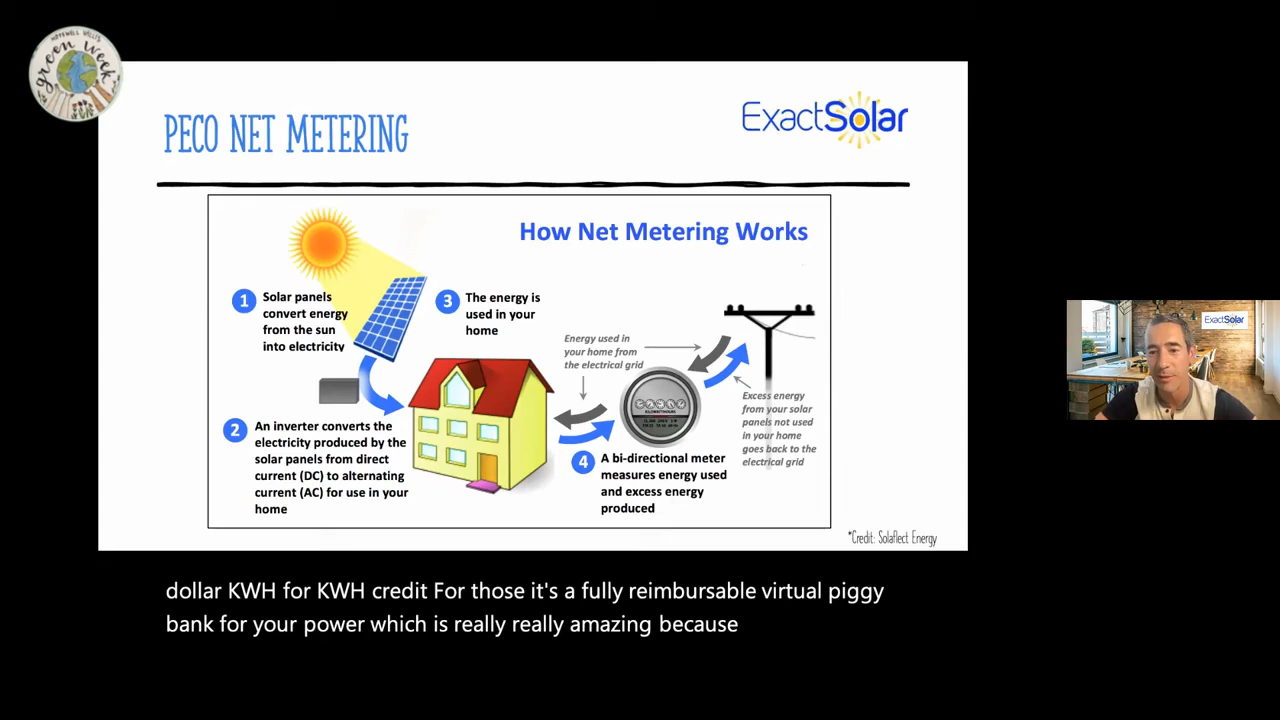 HOPEWELL VALLEY
green week
PECO NET METERING
ExactSolar
How Net Metering Works
1
Solar panels
convert energy
from the sun
into electricity
3
The energy is
used in your
home
Energy used in
your home from
the electrical grid
2
An inverter converts the
electricity produced by the
solar panels from direct
current (DC) to alternating
current (AC) for use in your
home
4
A bi-directional meter
measures energy used
and excess energy
produced
Excess energy
from your solar
panels not used
in your home
goes back to the
electrical grid
*Credit: Solaflect Energy
ExactSolar
dollar KWH for KWH credit For those it's a fully reimbursable virtual piggy
bank for your power which is really really amazing because